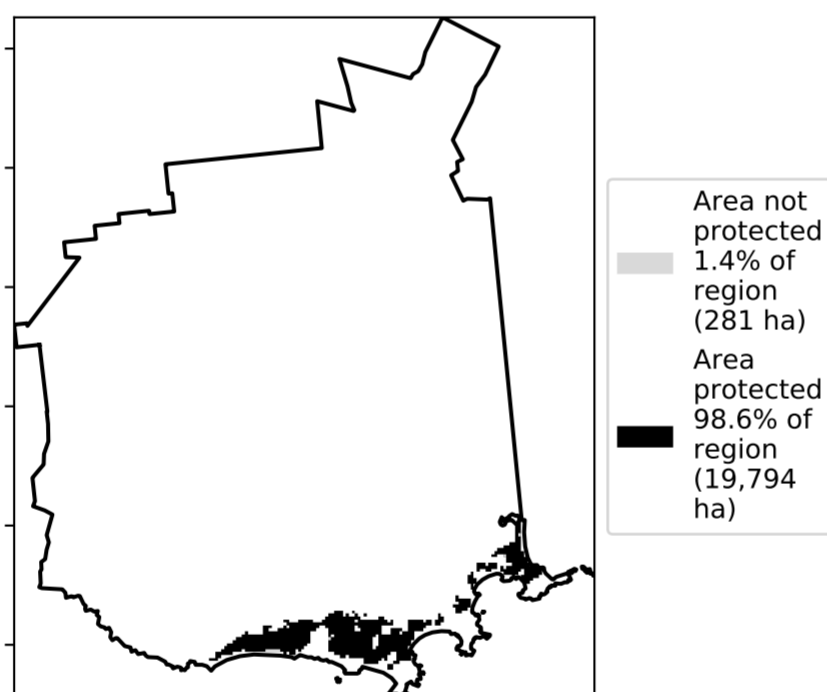 Area not
protected
1.4% of
region
(281 ha)
Area
protected
98.6% of
region
(19,794
ha)